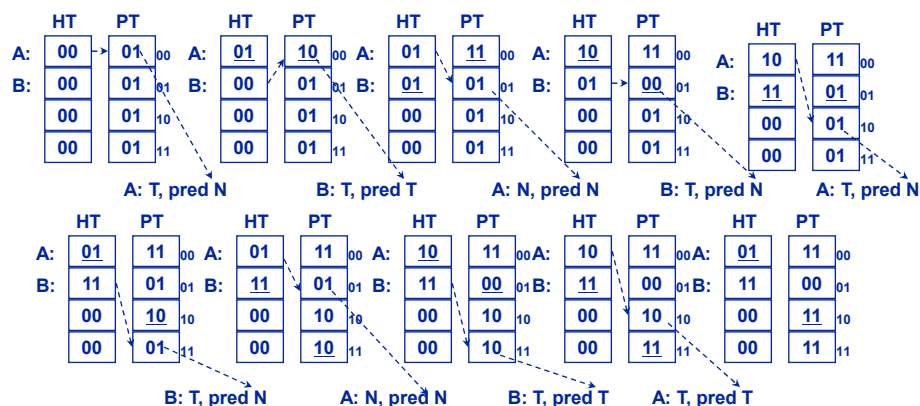 HT PT HT PT HT PT HT PT HT PT
A: 00 01 00 01 10 00 01 11 00 10 11 00 A: 10 11 00
B: 00 01 01 B: 00 01 01 B: 01 01 01 B: 01 00 01 B: 11 01 01
00 01 10 00 01 10 00 01 10 00 01 10 00 01 10
00 01 11 00 01 11 00 01 11 00 01 11 00 01 11
A: T, pred N B: T, pred T A: N, pred N B: T, pred N A: T, pred N
HT PT HT PT HT PT HT PT HT PT
A: 01 11 00 A: 01 11 00 A: 10 11 00 A: 10 11 00 A: 01 11 00
B: 11 01 01 B: 11 01 01 B: 11 00 01 B: 11 00 01 B: 11 00 01
00 10 10 00 10 10 00 10 10 00 10 10 00 11 10
00 01 11 00 10 11 00 10 11 00 11 11 00 11 11
B: T, pred N A: N, pred N B: T, pred T A: T, pred T